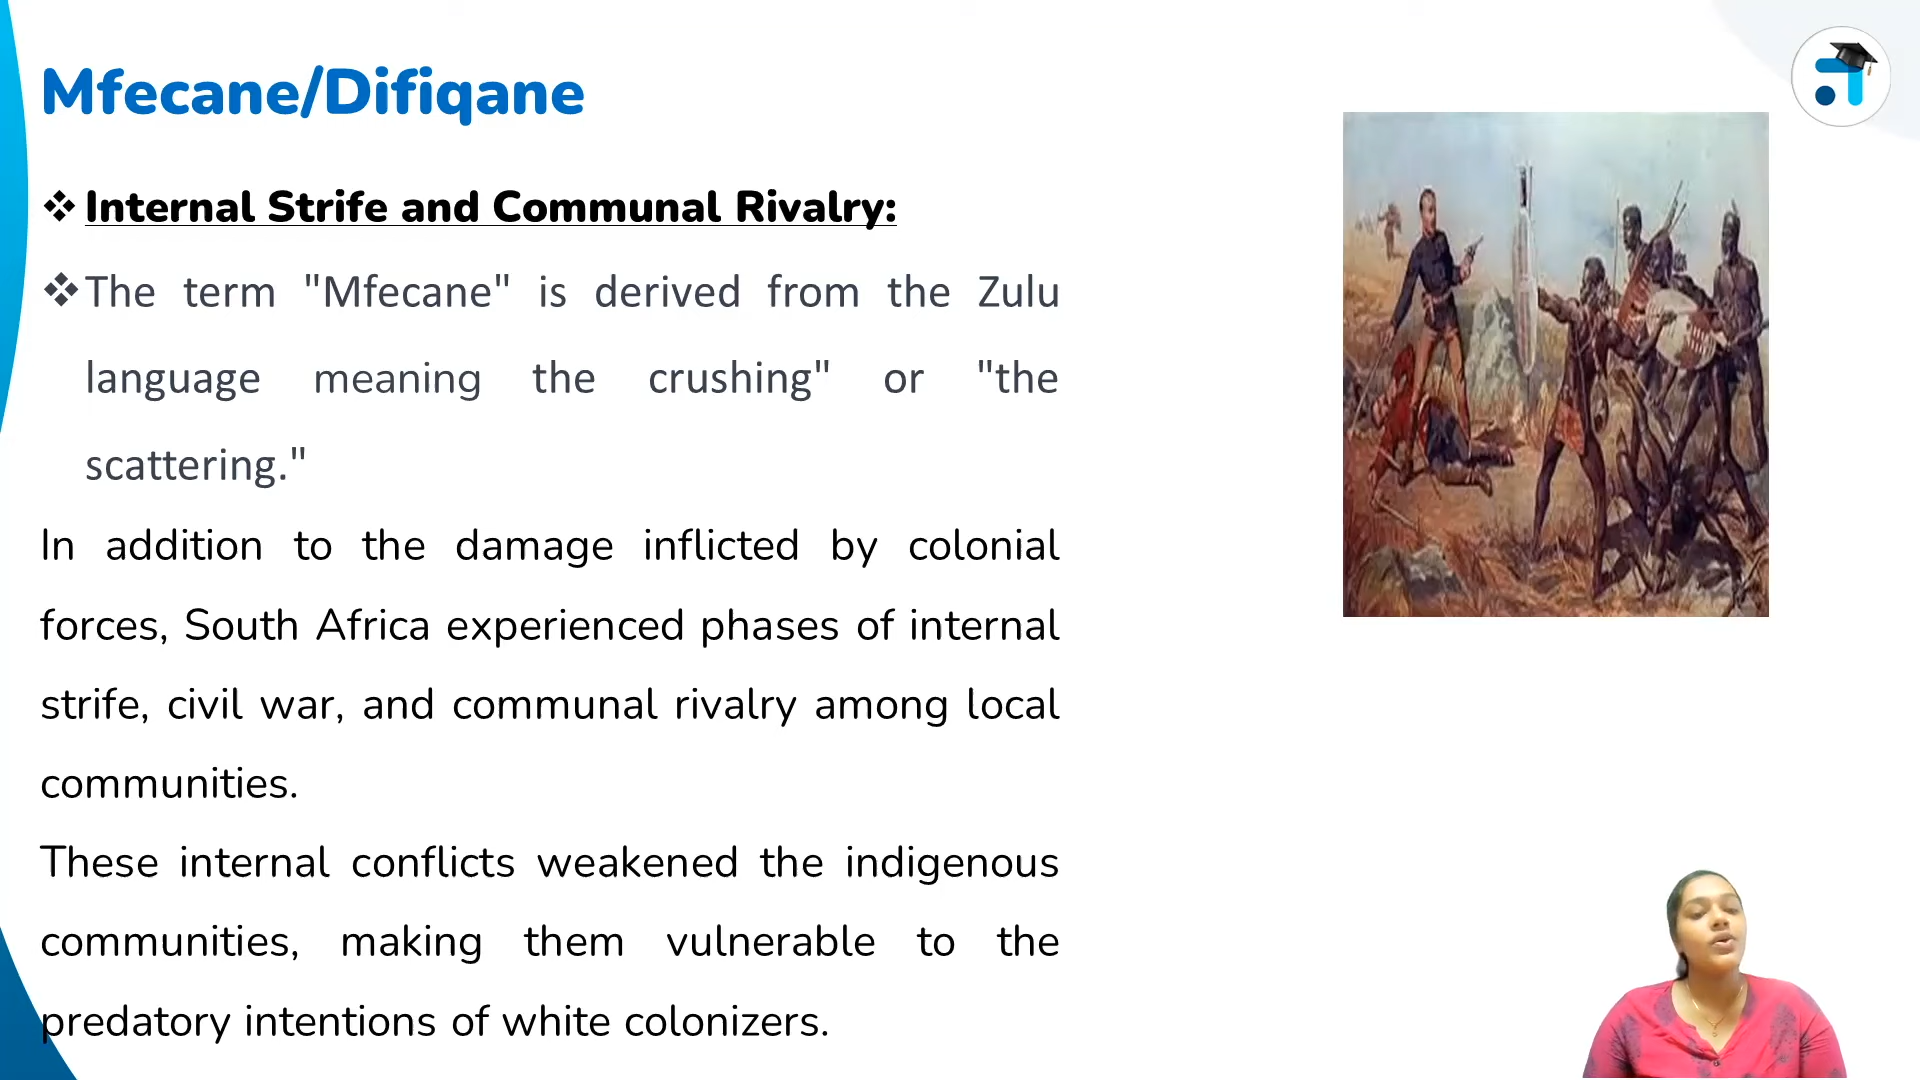 Mfecane/Difiqane
❖ Internal Strife and Communal Rivalry:
❖ The term "Mfecane" is derived from the Zulu
language meaning the crushing" or "the
scattering."
In addition to the damage inflicted by colonial
forces, South Africa experienced phases of internal
strife, civil war, and communal rivalry among local
communities.
These internal conflicts weakened the indigenous
communities, making them vulnerable to the
predatory intentions of white colonizers.